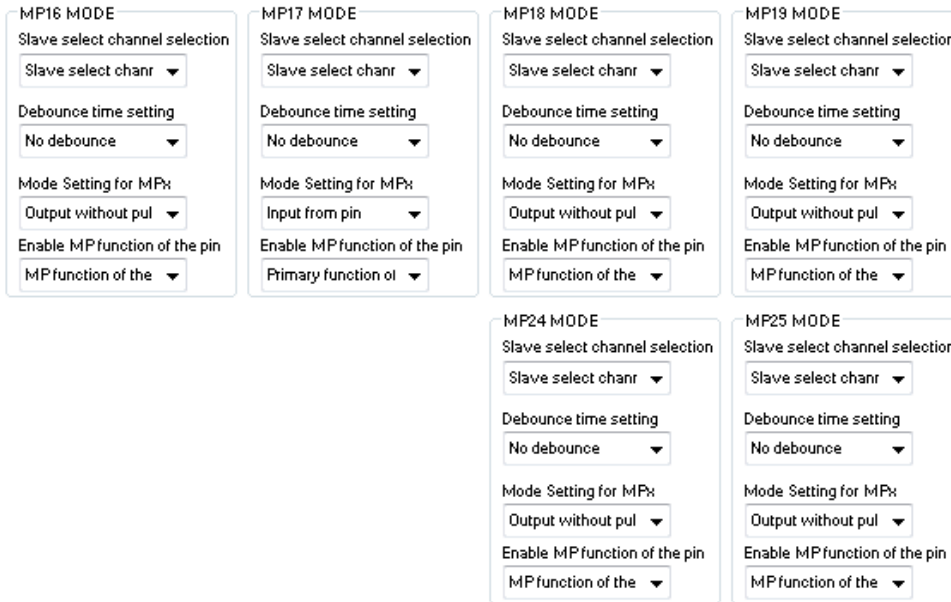 MP16 MODE
Slave select channel selection
Slave select chanr
Debounce time setting
No debounce
Mode Setting for MPx
Output without pul
Enable MP function of the pin
MP function of the
MP17 MODE
Slave select channel selection
Slave select chanr
Debounce time setting
No debounce
Mode Setting for MPx
Input from pin
Enable MP function of the pin
Primary function of
MP18 MODE
Slave select channel selection
Slave select chanr
Debounce time setting
No debounce
Mode Setting for MPx
Output without pul
Enable MP function of the pin
MP function of the
MP19 MODE
Slave select channel selection
Slave select chanr
Debounce time setting
No debounce
Mode Setting for MPx
Output without pul
Enable MP function of the pin
MP function of the
MP24 MODE
Slave select channel selection
Slave select chanr
Debounce time setting
No debounce
Mode Setting for MPx
Output without pul
Enable MP function of the pin
MP function of the
MP25 MODE
Slave select channel selection
Slave select chanr
Debounce time setting
No debounce
Mode Setting for MPx
Output without pul
Enable MP function of the pin
MP function of the